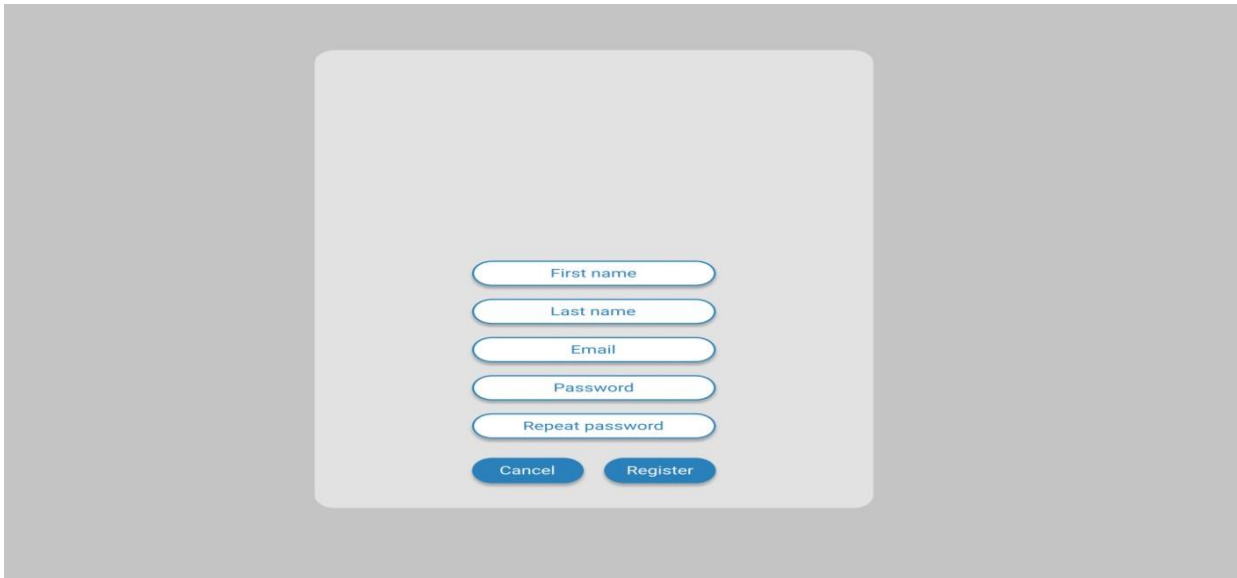 First name
Last name
Email
Password
Repeat password
Cancel Register